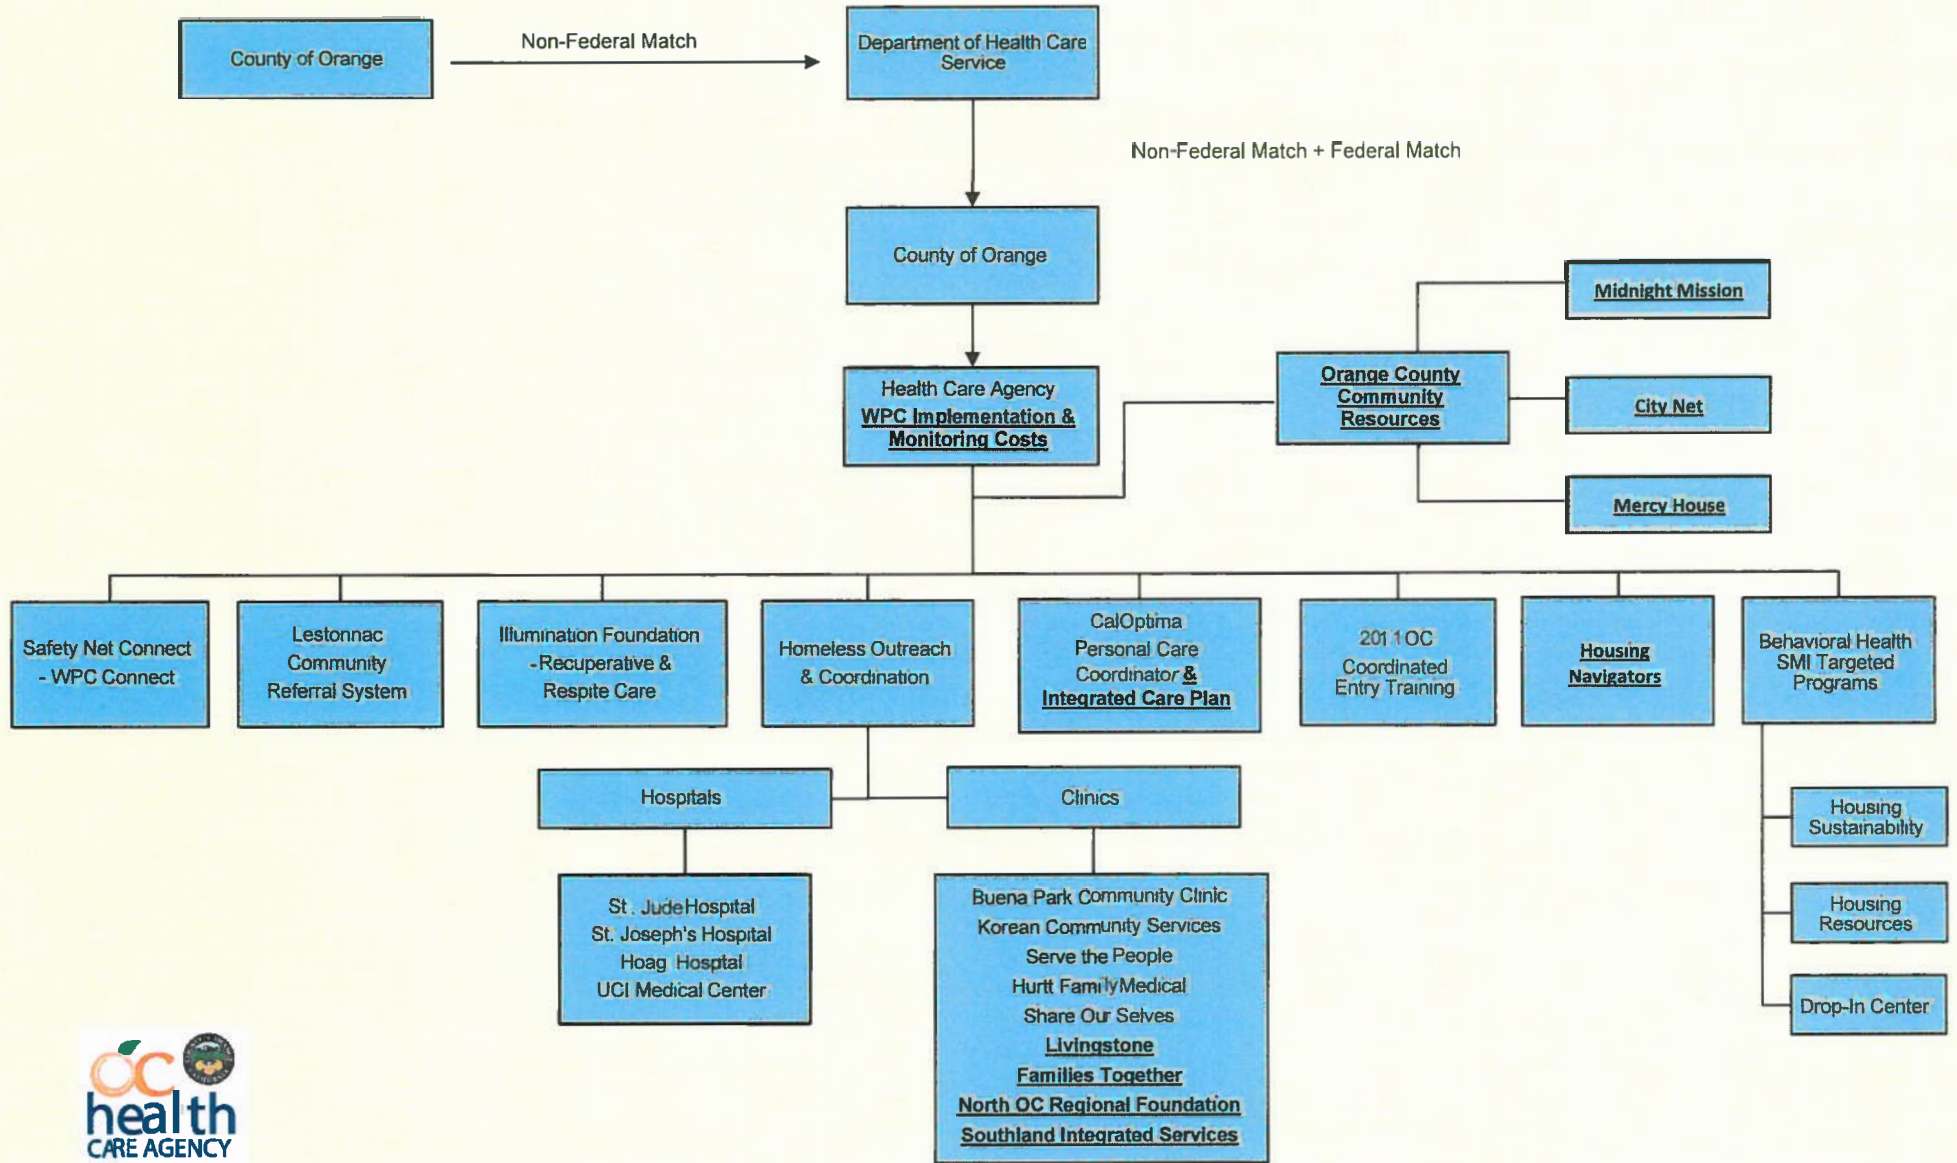 County of Orange
Non-Federal Match
Department of Health Care
Service
Non-Federal Match + Federal Match
County of Orange
Health Care Agency
WPC Implementation &
Monitoring Costs
Orange County
Community
Resources
Midnight Mission
City Net
Mercy House
Safety Net Connect
- WPC Connect
Lestonnac
Community
Referral System
Illumination Foundation
-Recuperative &
Respite Care
Homeless Outreach
& Coordination
CalOptima
Personal Care
Coordinator &
Integrated Care Plan
2011 OC
Coordinated
Entry Training
Housing
Navigators
Behavioral Health
SMI Targeted
Programs
Hospitals
Clinics
Housing
Sustainability
Housing
Resources
Drop-In Center
St. Jude Hospital
St. Joseph's Hospital
Hoag Hosptal
UCI Medical Center
Buena Park Community Clinic
Korean Community Services
Serve the People
Hurtt Family Medical
Share Our Selves
Livingstone
Families Together
North OC Regional Foundation
Southland Integrated Services
OC
health
CARE AGENCY